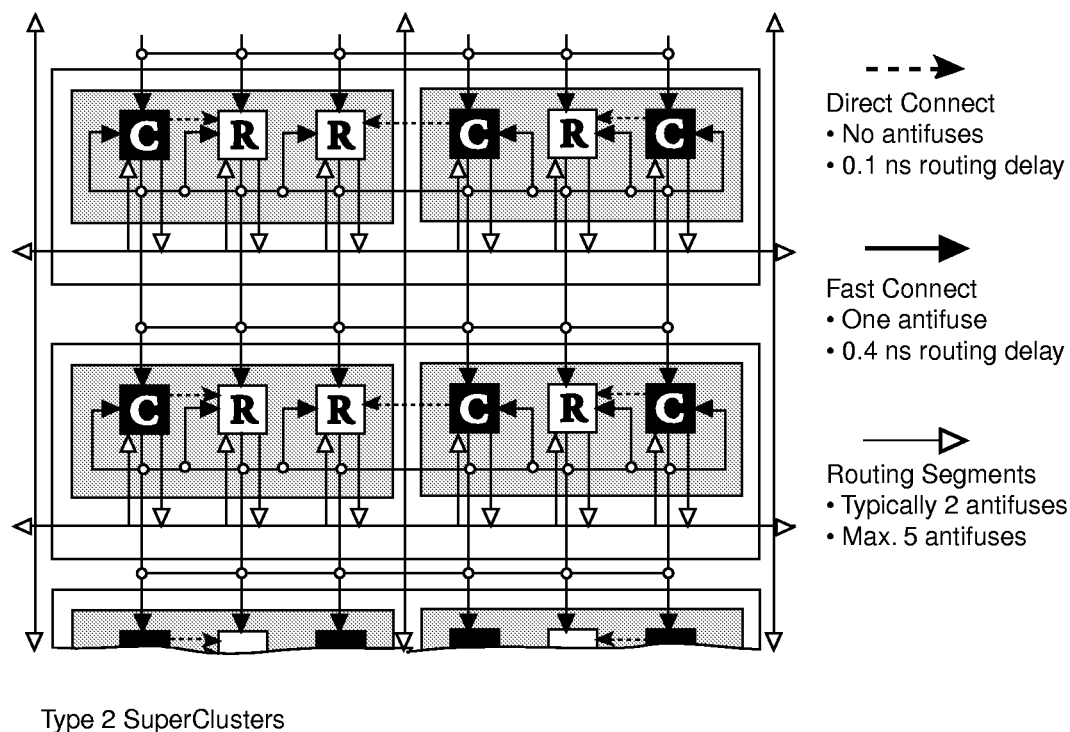 C R R C R C
C R R C R C
Direct Connect
• No antifuses
• 0.1 ns routing delay
Fast Connect
• One antifuse
• 0.4 ns routing delay
Routing Segments
• Typically 2 antifuses
• Max. 5 antifuses
Type 2 SuperClusters